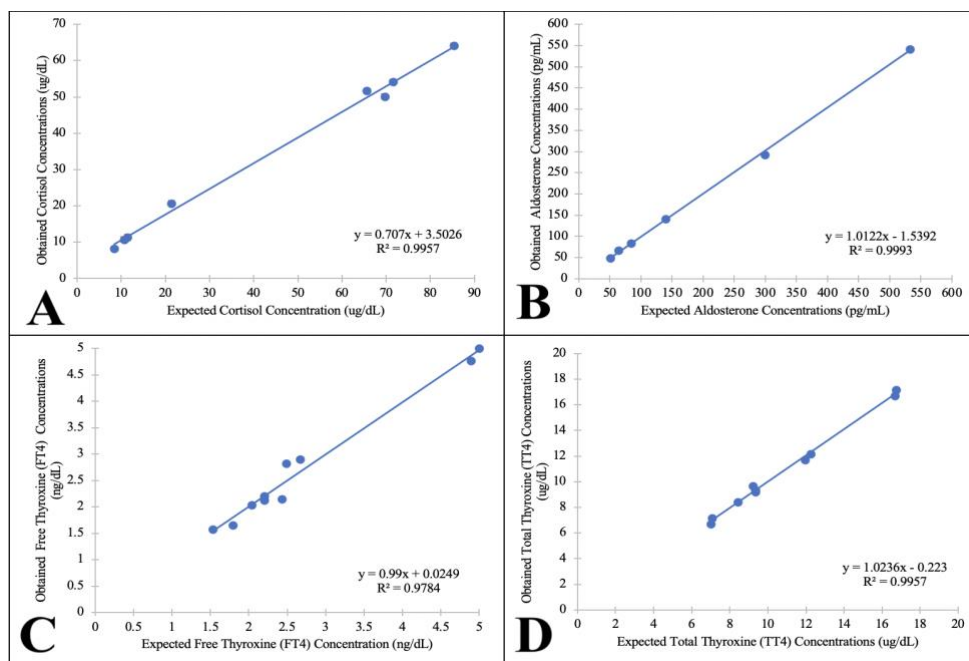 70
60
50
40
30
20
10
0
0 10 20 30 40 50 60 70 80 90
Obtained Cortisol Concentrations (ug/dL)
y = 0.707x + 3.5026
R² = 0.9957
Expected Cortisol Concentration (ug/dL)
A
600
550
500
450
400
350
300
250
200
150
100
50
0
0 50 100 150 200 250 300 350 400 450 500 550 600
Obtained Aldosterone Concentrations (pg/mL)
y = 1.0122x - 1.5392
R² = 0.9993
Expected Aldosterone Concentrations (pg/mL)
B
5
4
3
2
1.5
1
0.5
0
0 0.5 1 1.5 2 2.5 3 3.5 4 4.5 5
Obtained Free Thyroxine (FT4) Concentrations
(ng/dL)
y = 0.99x + 0.0249
R² = 0.9784
Expected Free Thyroxine (FT4) Concentration (ng/dL)
C
20
18
16
14
12
10
8
6
4
2
0
0 2 4 6 8 10 12 14 16 18 20
Obtained Total Thyroxine (TT4) Concentrations
ug/dL)
y = 1.0236x - 0.223
R² = 0.9957
Expected Total Thyroxine (TT4) Concentrations (ug/dL)
D